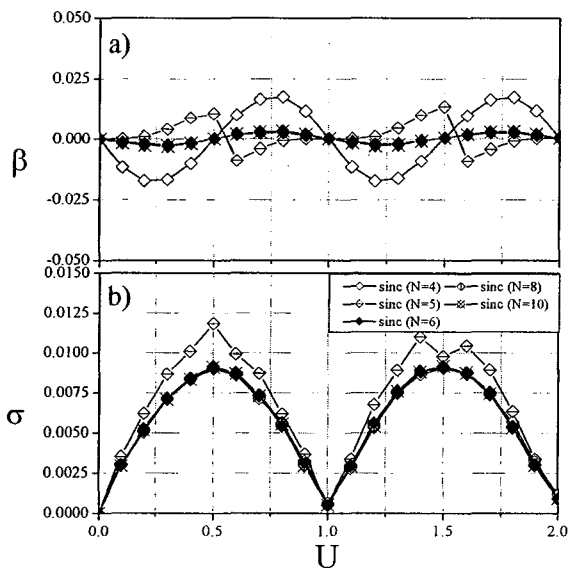 0.050
a)
0.025
0.000
β
-0.025
-0.050
0.0150
b)
sinc (N=4) sinc (N=8)
0.0125
sinc (N=5) sinc (N=10)
sinc (N=6)
0.0100
σ
0.0075
0.0050
0.0025
0.0000
0.0 0.5 1.0 1.5 2.0
U